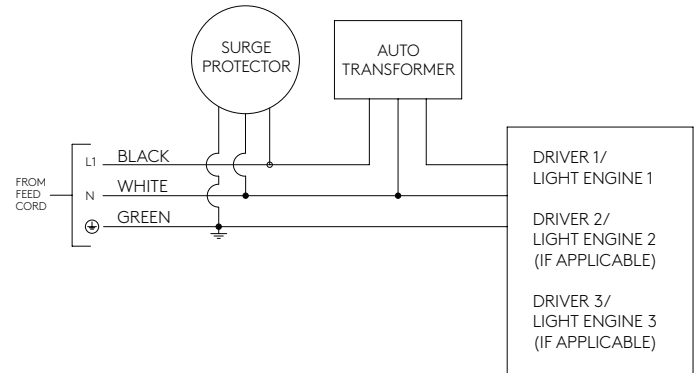 SURGE
PROTECTOR
AUTO
TRANSFORMER
FROM
FEED
CORD
L1
BLACK
N
WHITE
GREEN
DRIVER 1/
LIGHT ENGINE 1
DRIVER 2/
LIGHT ENGINE 2
(IF APPLICABLE)
DRIVER 3/
LIGHT ENGINE 3
(IF APPLICABLE)